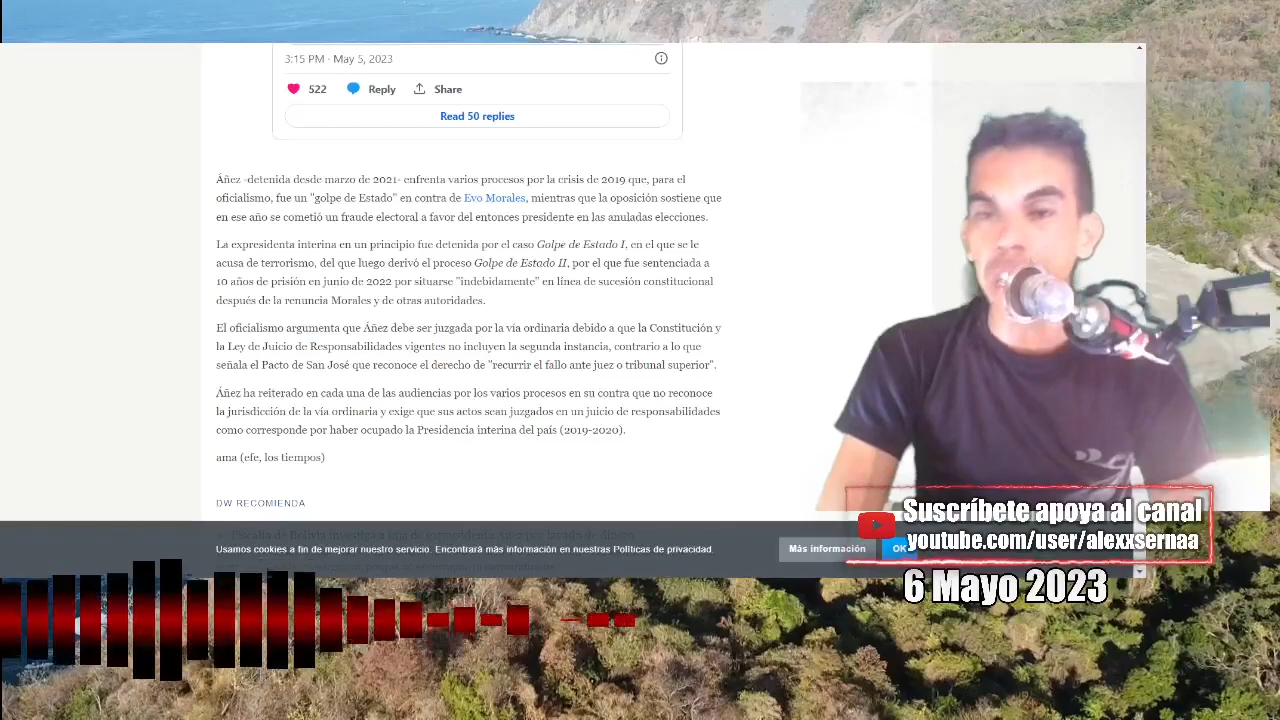 3:15 PM · May 5, 2023
522 Reply Share
Read 50 replies
Áñez -detenida desde marzo de 2021- enfrenta varios procesos por la crisis de 2019 que, para el
oficialismo, fue un "golpe de Estado" en contra de Evo Morales, mientras que la oposición sostiene que
en ese año se cometió un fraude electoral a favor del entonces presidente en las anuladas elecciones.
La expresidenta interina en un principio fue detenida por el caso Golpe de Estado I, en el que se le
acusa de terrorismo, del que luego derivó el proceso Golpe de Estado II, por el que fue sentenciada a
10 años de prisión en junio de 2022 por situarse "indebidamente" en línea de sucesión constitucional
después de la renuncia Morales y de otras autoridades.
El oficialismo argumenta que Áñez debe ser juzgada por la vía ordinaria debido a que la Constitución y
la Ley de Juicio de Responsabilidades vigentes no incluyen la segunda instancia, contrario a lo que
señala el Pacto de San José que reconoce el derecho de "recurrir el fallo ante juez o tribunal superior".
Áñez ha reiterado en cada una de las audiencias por los varios procesos en su contra que no reconoce
la jurisdicción de la vía ordinaria y exige que sus actos sean juzgados en un juicio de responsabilidades
como corresponde por haber ocupado la Presidencia interina del país (2019-2020).
ama (efe, los tiempos)
DW RECOMIENDA
Usamos cookies a fin de mejorar nuestro servicio. Encontrará más información en nuestras Políticas de privacidad.
Más información
OK
Suscríbete apoya al canal
youtube.com/user/alexxsernaa
6 Mayo 2023